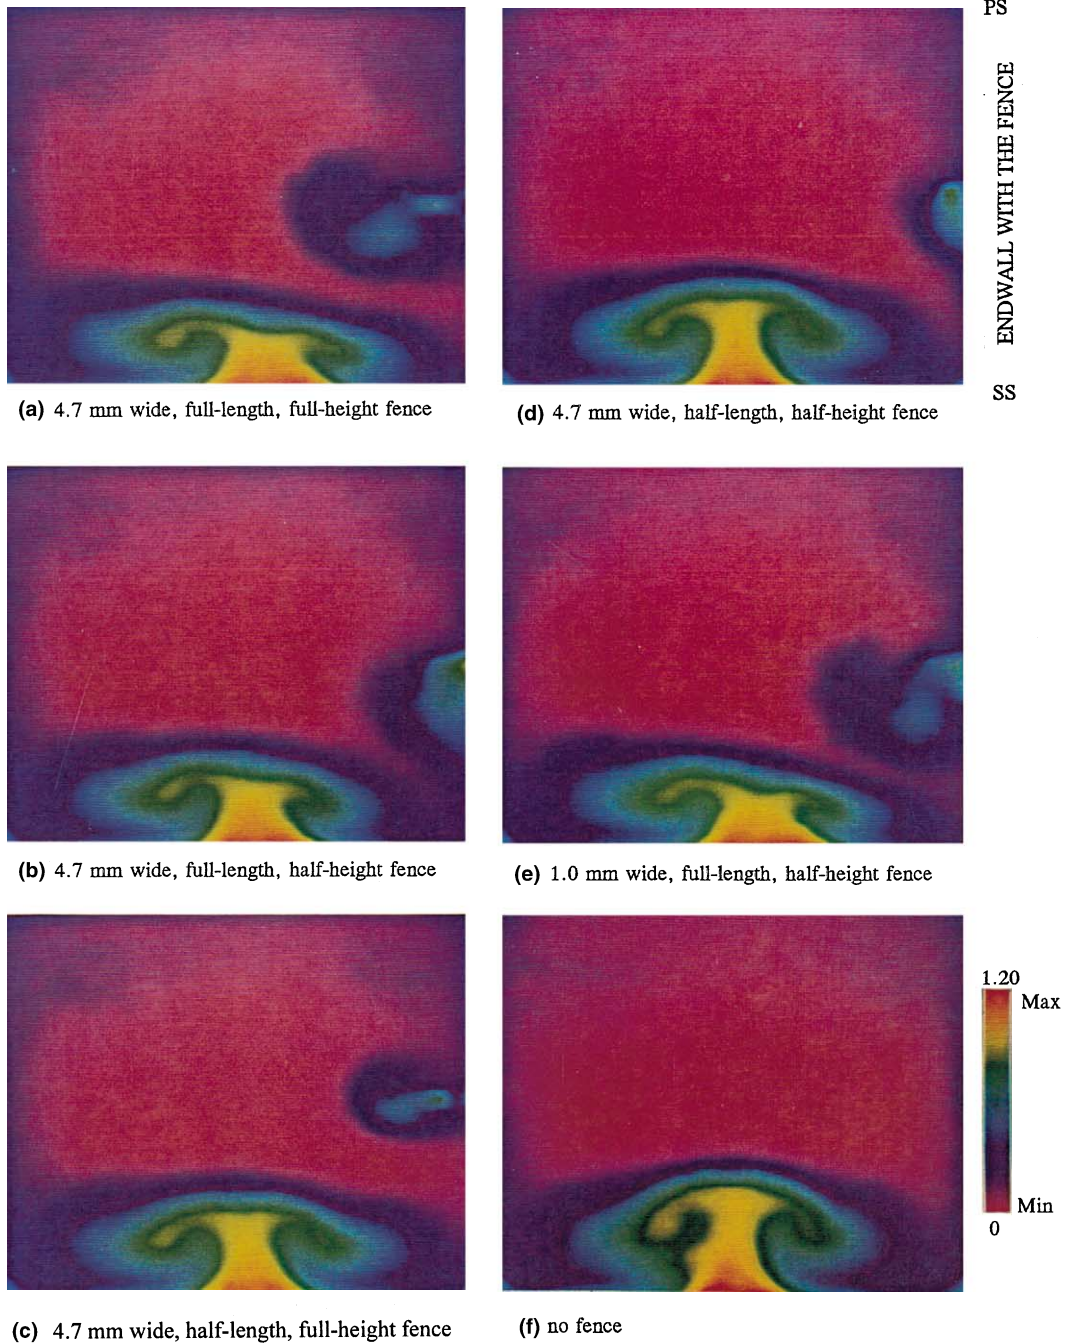 PS
ENDWALL WITH THE FENCE
SS
(a) 4.7 mm wide, full-length, full-height fence
(d) 4.7 mm wide, half-length, half-height fence
(b) 4.7 mm wide, full-length, half-height fence
(e) 1.0 mm wide, full-length, half-height fence
1.20
Max
Min
0
(c) 4.7 mm wide, half-length, full-height fence
(f) no fence